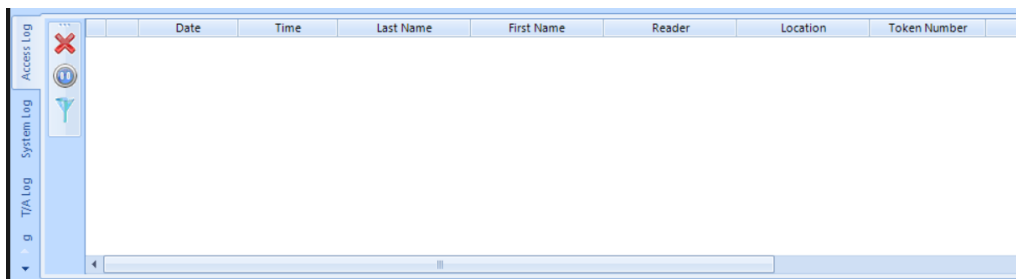 Access Log
System Log
T/A Log
g
Date Time Last Name First Name Reader Location Token Number